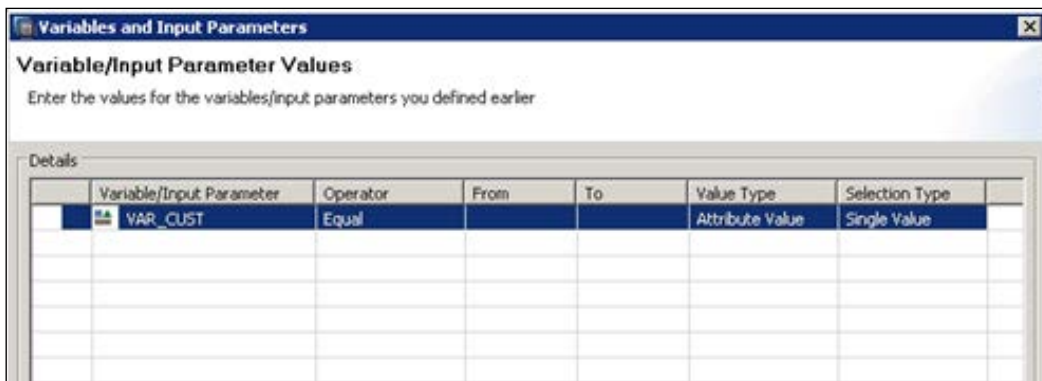 Variables and Input Parameters
Variable/Input Parameter Values
Enter the values for the variables/input parameters you defined earlier
Details
Variable/Input Parameter Operator From To Value Type Selection Type
VAR_CUST Equal Attribute Value Single Value